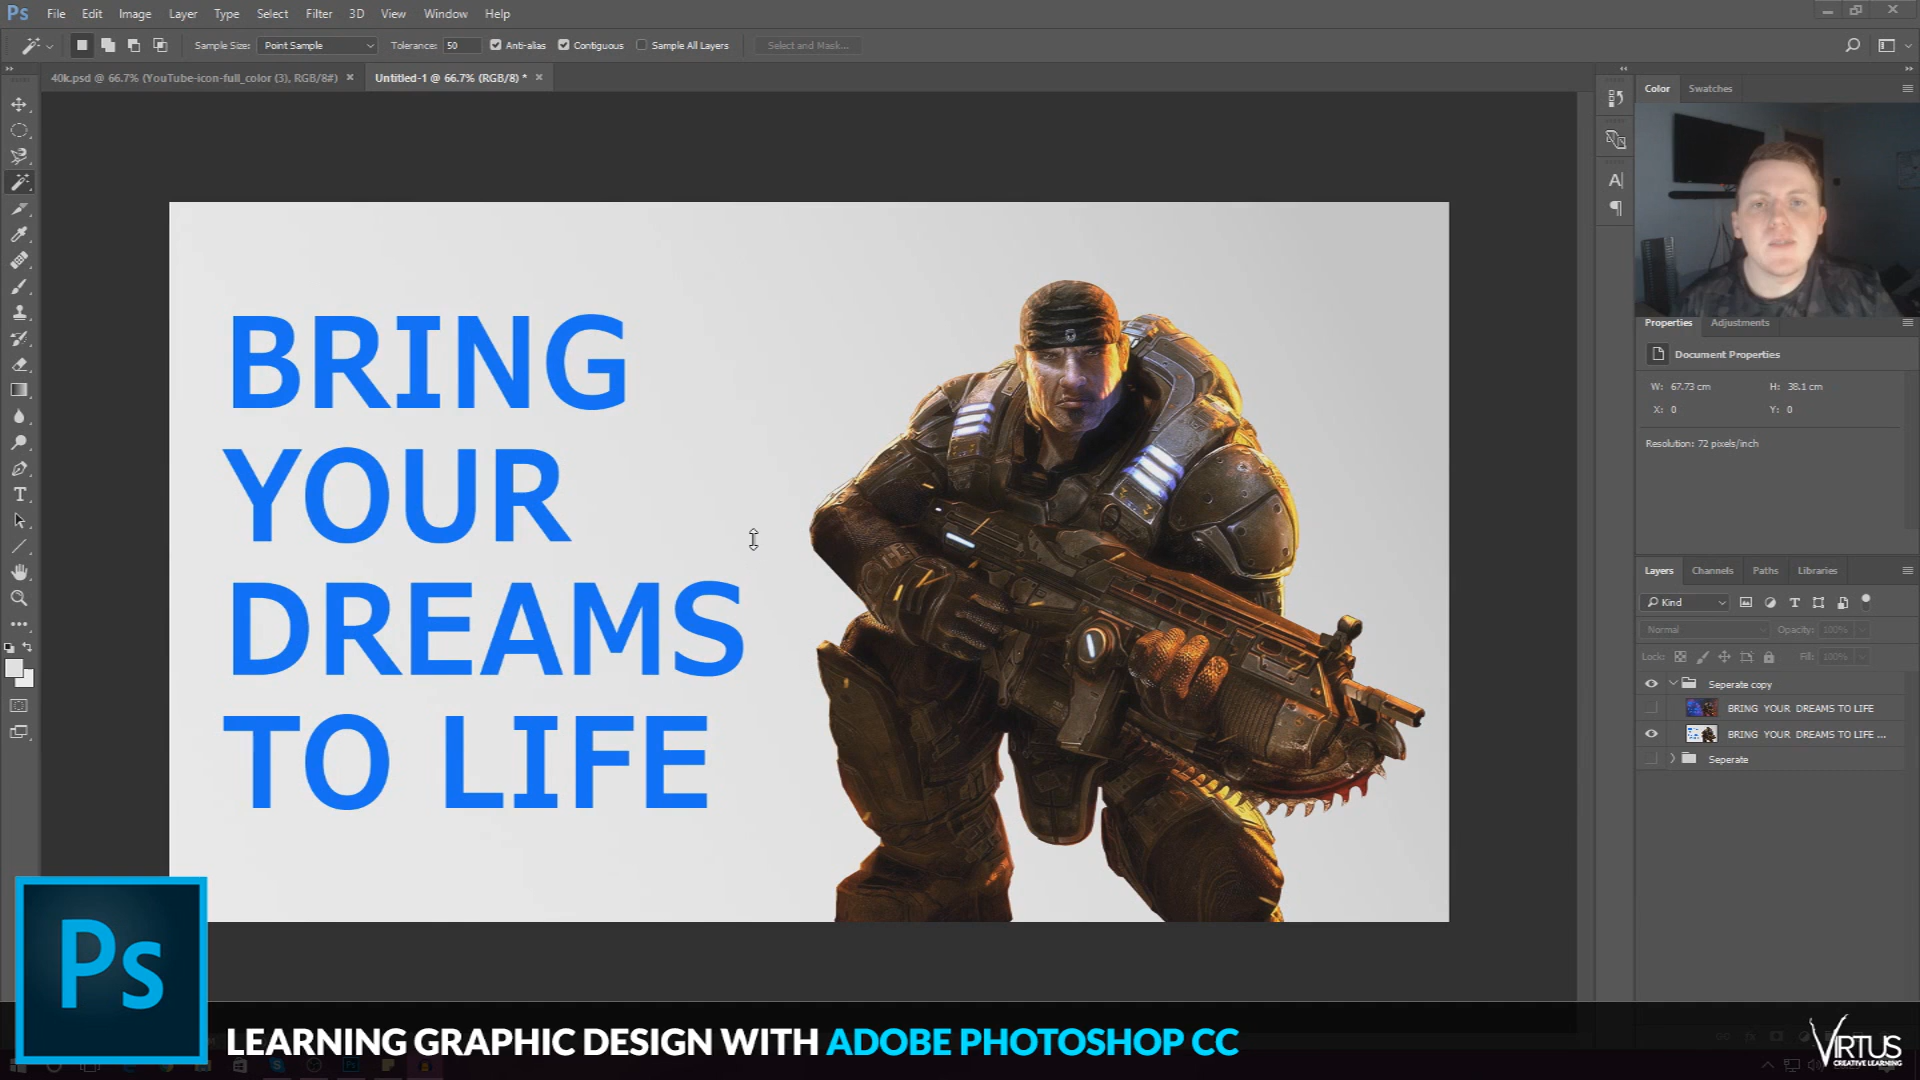 Ps File Edit Image Layer Type Select Filter 3D View Window Help
Sample Size: Point Sample Tolerance: 50 Anti-alias Contiguous Sample All Layers Select and Mask...
40k.psd @ 66.7% (YouTube-icon-full_color (3), RGB/8#) × Untitled-1 @ 66.7% (RGB/8) * ×
Color Swatches
BRING
YOUR
DREAMS
TO LIFE
Properties Adjustments
Document Properties
W: 67.73 cm H: 38.1 cm
X: 0 Y: 0
Resolution: 72 pixels/inch
Layers Channels Paths Libraries
Kind
Normal Opacity: 100%
Lock: Fill: 100%
Seperate copy
BRING YOUR DREAMS TO LIFE
BRING YOUR DREAMS TO LIFE ...
Seperate
Ps
LEARNING GRAPHIC DESIGN WITH ADOBE PHOTOSHOP CC
VIRTUS
CREATIVE LEARNING